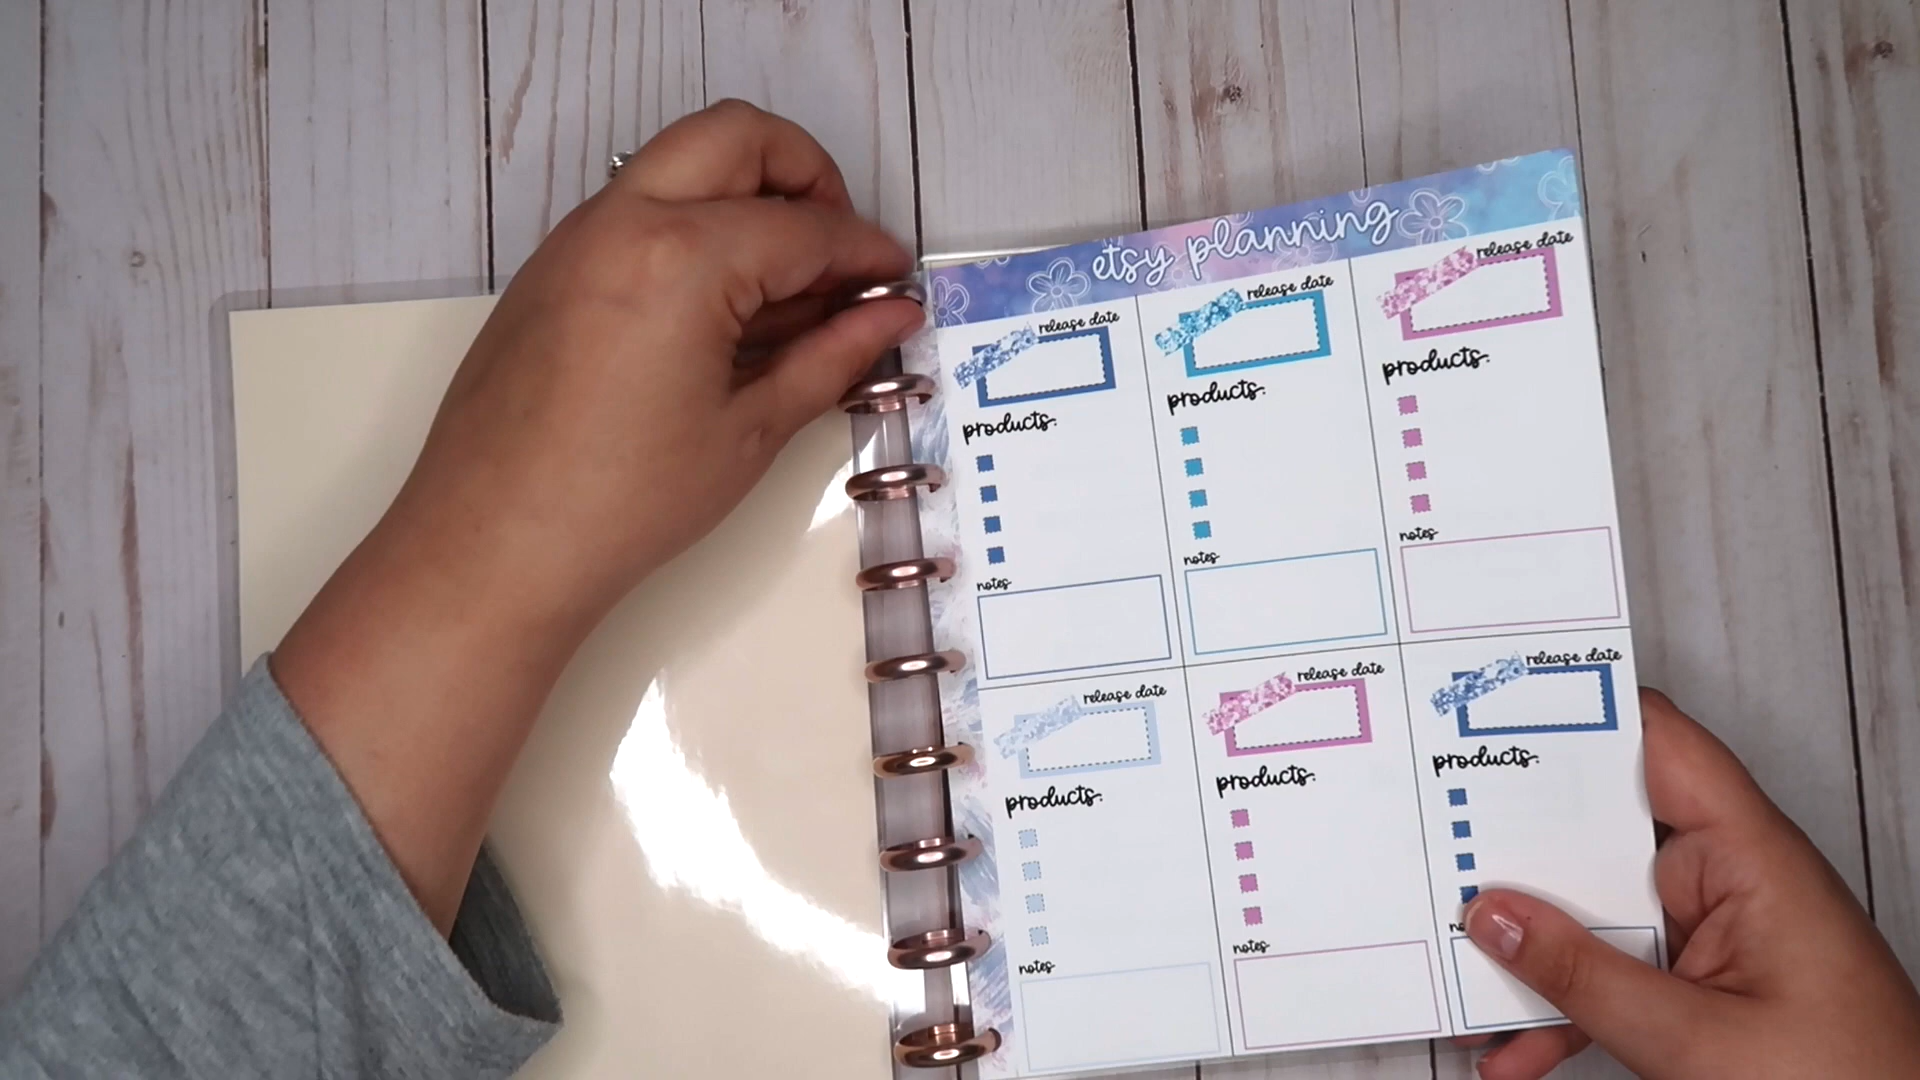 etsy planning
release date
products:
notes
release date
products:
notes
release date
products:
notes
release date
products:
notes
release date
products:
notes
release date
products: